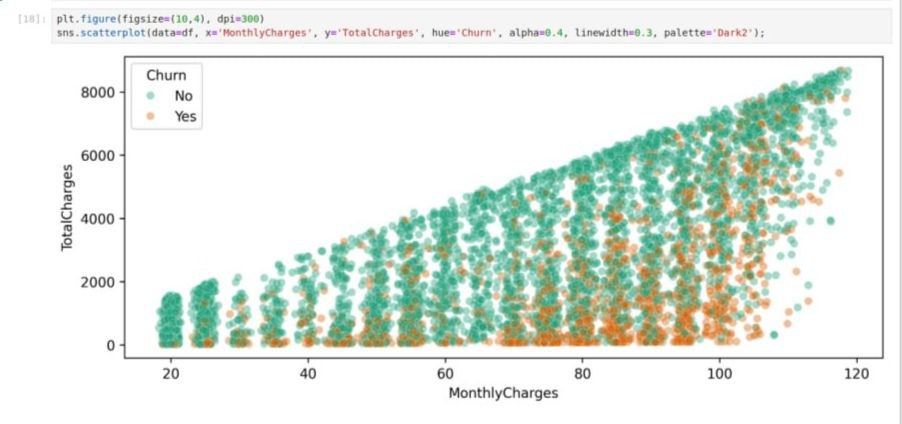 [18]:
plt.figure(figsize=(10,4), dpi=300)
sns.scatterplot(data=df, x='MonthlyCharges', y='TotalCharges', hue='Churn', alpha=0.4, linewidth=0.3, palette='Dark2');
Churn
No
Yes
8000
6000
4000
2000
0
TotalCharges
20 40 60 80 100 120
MonthlyCharges